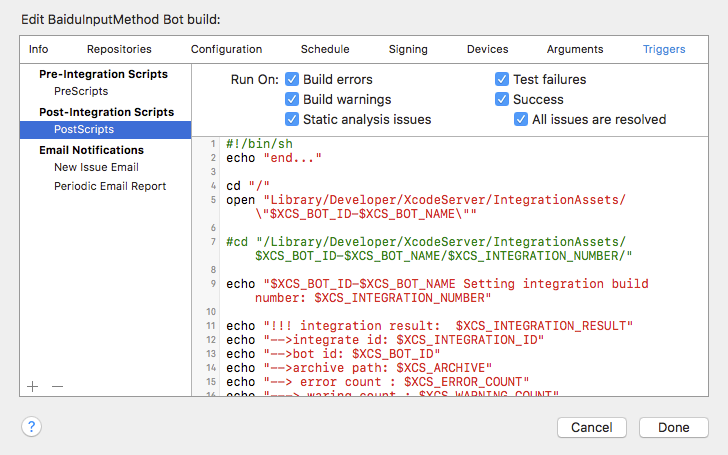 Edit BaiduInputMethod Bot build:
Info Repositories Configuration Schedule Signing Devices Arguments Triggers
Pre-Integration Scripts
PreScripts
Post-Integration Scripts
PostScripts
Email Notifications
New Issue Email
Periodic Email Report
Run On: Build errors Test failures
Build warnings Success
Static analysis issues All issues are resolved
1 #!/bin/sh
2 echo "end..."
3
4 cd "/"
5 open "Library/Developer/XcodeServer/IntegrationAssets/
\"$XCS_BOT_ID-$XCS_BOT_NAME\""
6
7 #cd "/Library/Developer/XcodeServer/IntegrationAssets/
$XCS_BOT_ID-$XCS_BOT_NAME/$XCS_INTEGRATION_NUMBER/"
8
9 echo "$XCS_BOT_ID-$XCS_BOT_NAME Setting integration build
number: $XCS_INTEGRATION_NUMBER"
10
11 echo "!!! integration result:  $XCS_INTEGRATION_RESULT"
12 echo "-->integrate id: $XCS_INTEGRATION_ID"
13 echo "-->bot id: $XCS_BOT_ID"
14 echo "-->archive path: $XCS_ARCHIVE"
15 echo "--> error count : $XCS_ERROR_COUNT"
16 echo "---> waring count : $XCS_WARNING_COUNT"
+ −
? Cancel Done